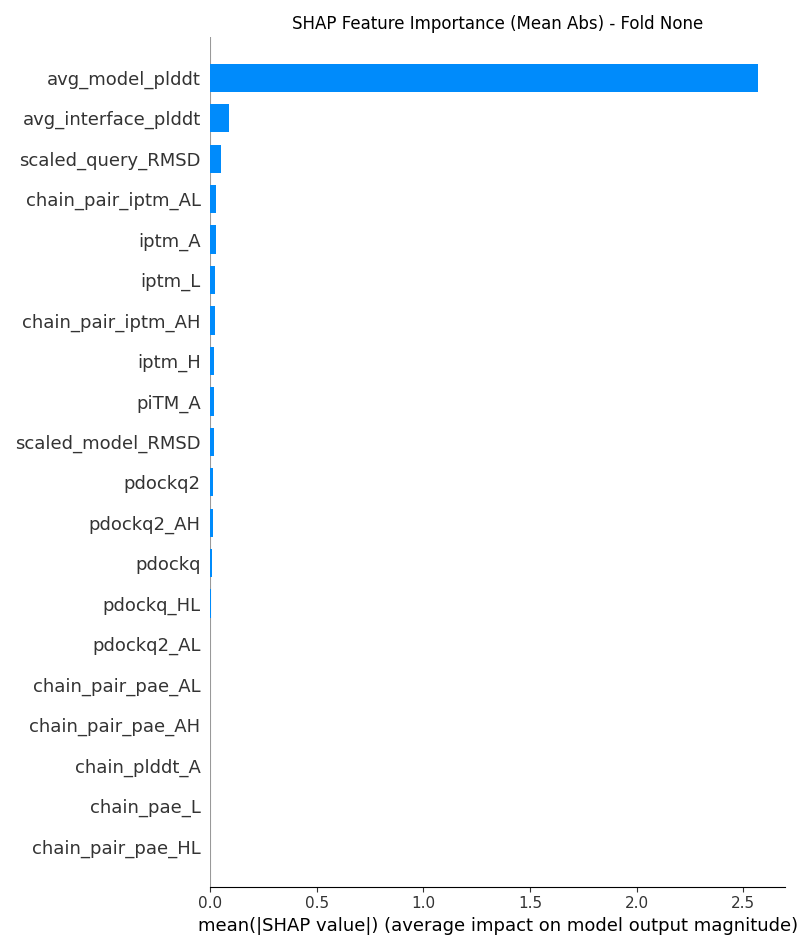 SHAP Feature Importance (Mean Abs) - Fold None
avg_model_plddt
avg_interface_plddt
scaled_query_RMSD
chain_pair_iptm_AL
iptm_A
iptm_L
chain_pair_iptm_AH
iptm_H
piTM_A
scaled_model_RMSD
pdockq2
pdockq2_AH
pdockq
pdockq_HL
pdockq2_AL
chain_pair_pae_AL
chain_pair_pae_AH
chain_plddt_A
chain_pae_L
chain_pair_pae_HL
0.0 0.5 1.0 1.5 2.0 2.5
mean(|SHAP value|) (average impact on model output magnitude)